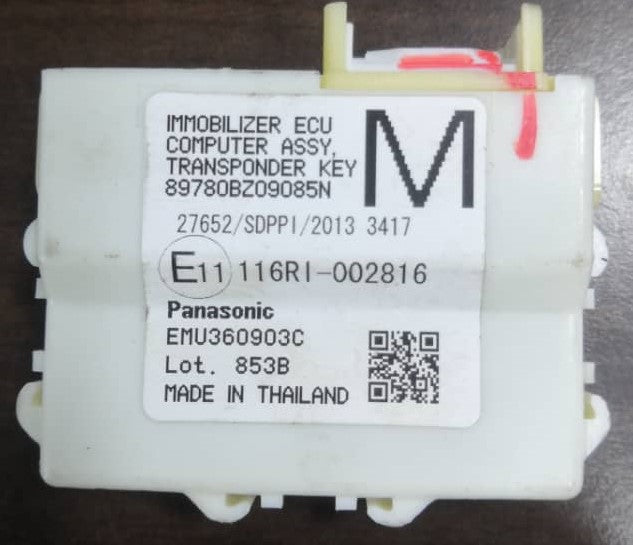 IMMOBILIZER ECU
COMPUTER ASSY,
TRANSPONDER KEY
89780BZ09085N
M
27652/SDPPI/2013 3417
E11 116RI-002816
Panasonic
EMU360903C
Lot. 853B
MADE IN THAILAND